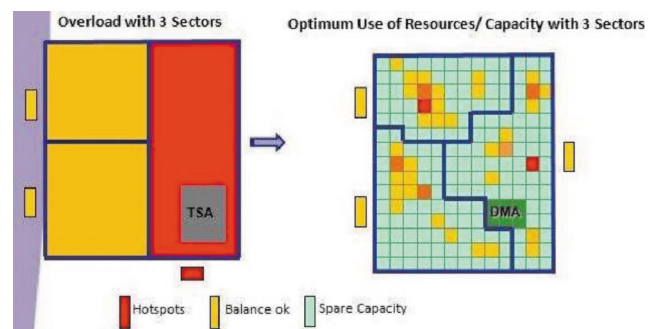 Overload with 3 Sectors
Optimum Use of Resources/ Capacity with 3 Sectors
TSA
DMA
Hotspots
Balance ok
Spare Capacity